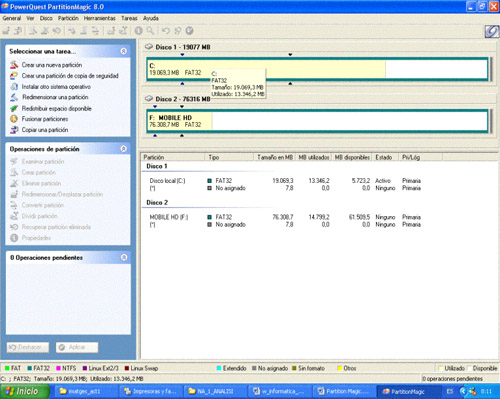 PowerQuest PartitionMagic 8.0
General Ver Disco Partición Herramientas Tareas Ayuda
Seleccionar una tarea...
Crear una nueva partición
Crear una partición de copia de seguridad
Instalar otro sistema operativo
Redimensionar una partición
Redistribuir espacio disponible
Fusionar particiones
Copiar una partición
Operaciones de partición
Examinar partición
Crear partición
Eliminar partición
Redimensionar/Desplazar partición
Convertir partición
Dividir partición
Recuperar partición eliminada
Propiedades
0 Operaciones pendientes
Deshacer
Aplicar
Disco 1 - 19077 MB
C:
19.069,3 MB FAT32
C:
FAT32
Tamaño: 19.069,3 MB
Utilizado: 13.346,2 MB
Disco 2 - 76316 MB
F: MOBILE HD
76.308,7 MB FAT32
Partición Tipo Tamaño en MB MB utilizados MB disponibles Estado Pri/Lóg
Disco 1
Disco local (C:) FAT32 19.069,3 13.346,2 5.723,2 Activo Primaria
(*) No asignado 7,8 0,0 0,0 Ninguno Primaria
Disco 2
MOBILE HD (F:) FAT32 76.308,7 14.799,2 61.509,5 Ninguno Primaria
(*) No asignado 7,8 0,0 0,0 Ninguno Primaria
FAT FAT32 NTFS Linux Ext2/3 Linux Swap Extendido No asignado Sin formato Otros Utilizado Disponible
C: ; FAT32; Tamaño: 19.069,3 MB; Utilizado: 13.346,2 MB 0 operaciones pendientes
Inicio imatges_act1 Impresoras y Fa... NA_1_ANALISI w_informatica_... Partition Magic... PartitionMagic ES 0:11